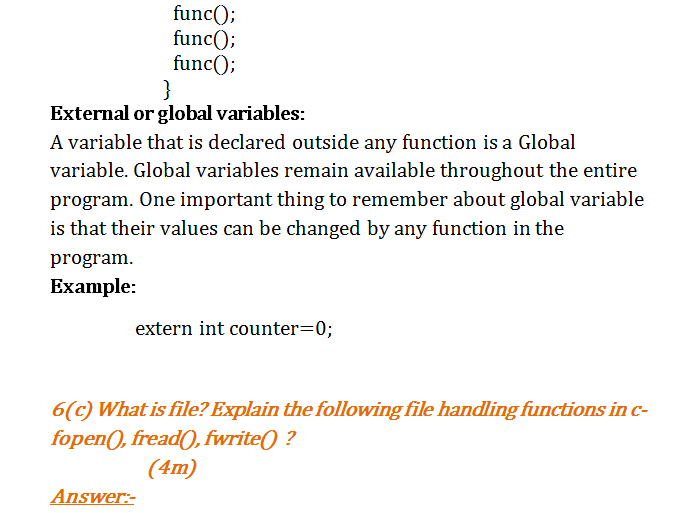 func();
func();
func();
}
External or global variables:
A variable that is declared outside any function is a Global
variable. Global variables remain available throughout the entire
program. One important thing to remember about global variable
is that their values can be changed by any function in the
program.
Example:
extern int counter=0;
6(c) What is file? Explain the following file handling functions in c-
fopen(), fread(), fwrite() ?
(4m)
Answer:-